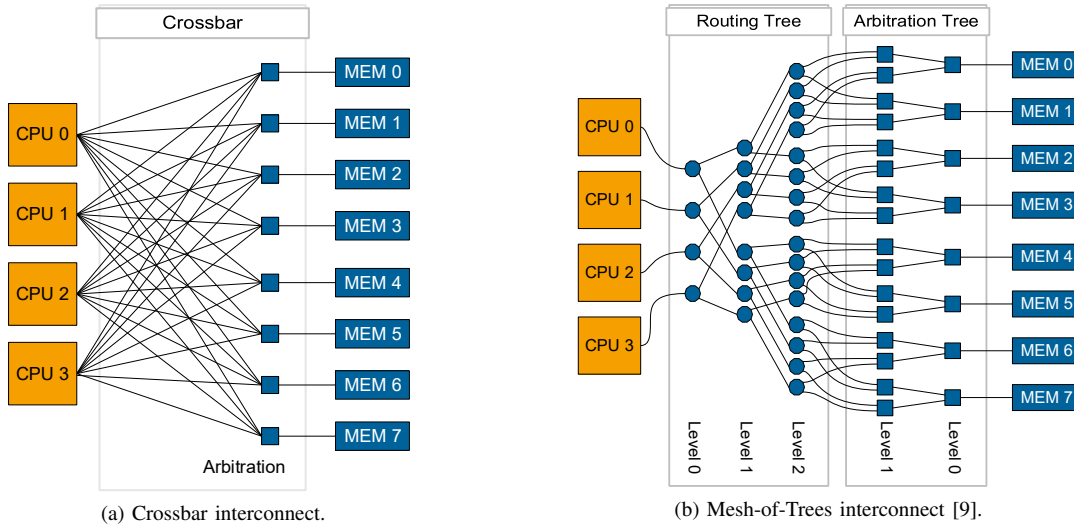 Crossbar
CPU 0
CPU 1
CPU 2
CPU 3
MEM 0
MEM 1
MEM 2
MEM 3
MEM 4
MEM 5
MEM 6
MEM 7
Arbitration
(a) Crossbar interconnect.
Routing Tree
Arbitration Tree
CPU 0
CPU 1
CPU 2
CPU 3
MEM 0
MEM 1
MEM 2
MEM 3
MEM 4
MEM 5
MEM 6
MEM 7
Level 0
Level 1
Level 2
Level 1
Level 0
(b) Mesh-of-Trees interconnect [9].